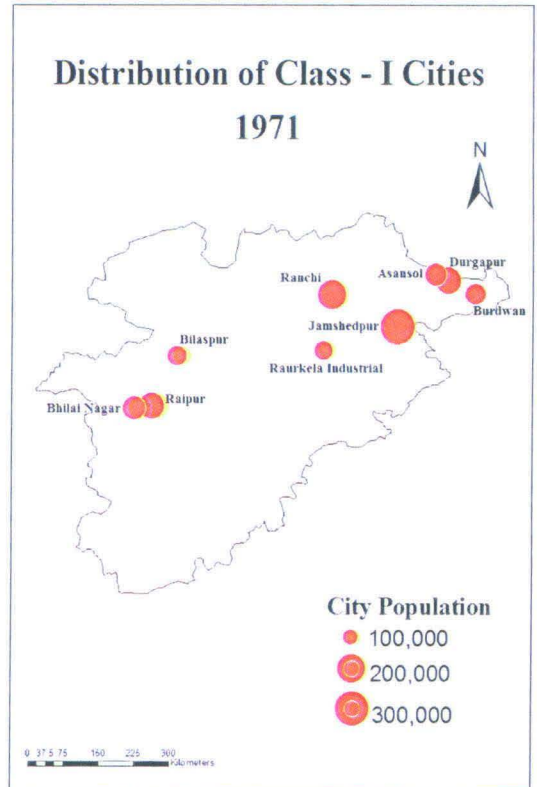 Distribution of Class - I Cities
1971
N
Durgapur
Asansol
Ranchi
Burdwan
Jamshedpur
Bilaspur
Raurkela Industrial
Raipur
Bhilai Nagar
City Population
100,000
200,000
300,000
0 37.5 75 150 225 300
Kilometers